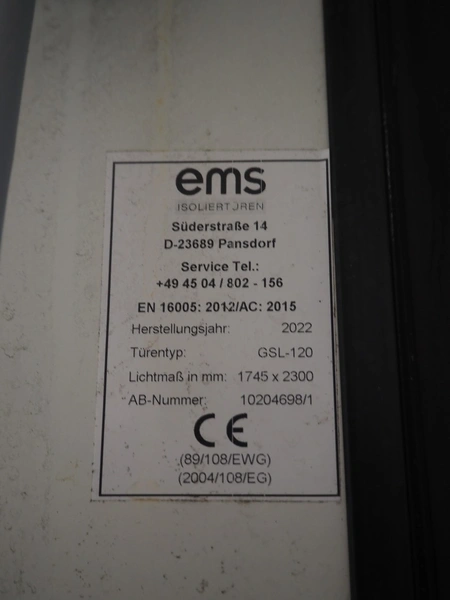 ems
ISOLIERTÜREN
Süderstraße 14
D-23689 Pansdorf
Service Tel.:
+49 45 04 / 802 - 156
EN 16005: 2012/AC: 2015
Herstellungsjahr: 2022
Türentyp: GSL-120
Lichtmaß in mm: 1745 x 2300
AB-Nummer: 10204698/1
CE
(89/108/EWG)
(2004/108/EG)